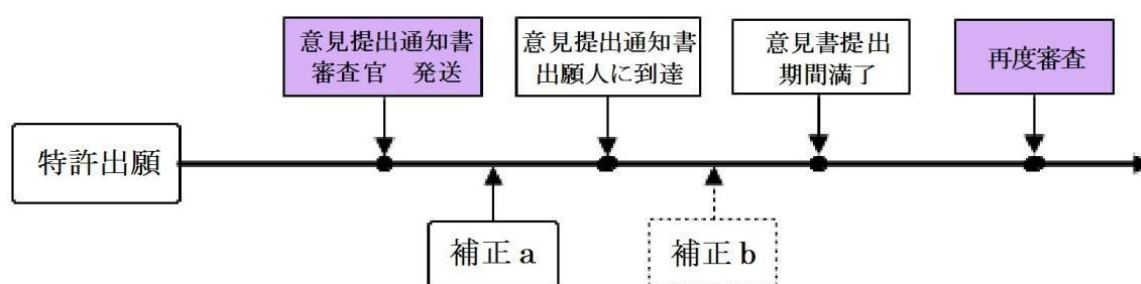 意見提出通知書
審査官　発送
意見提出通知書
出願人に到達
意見書提出
期間満了
再度審査
特許出願
補正 a
補正 b